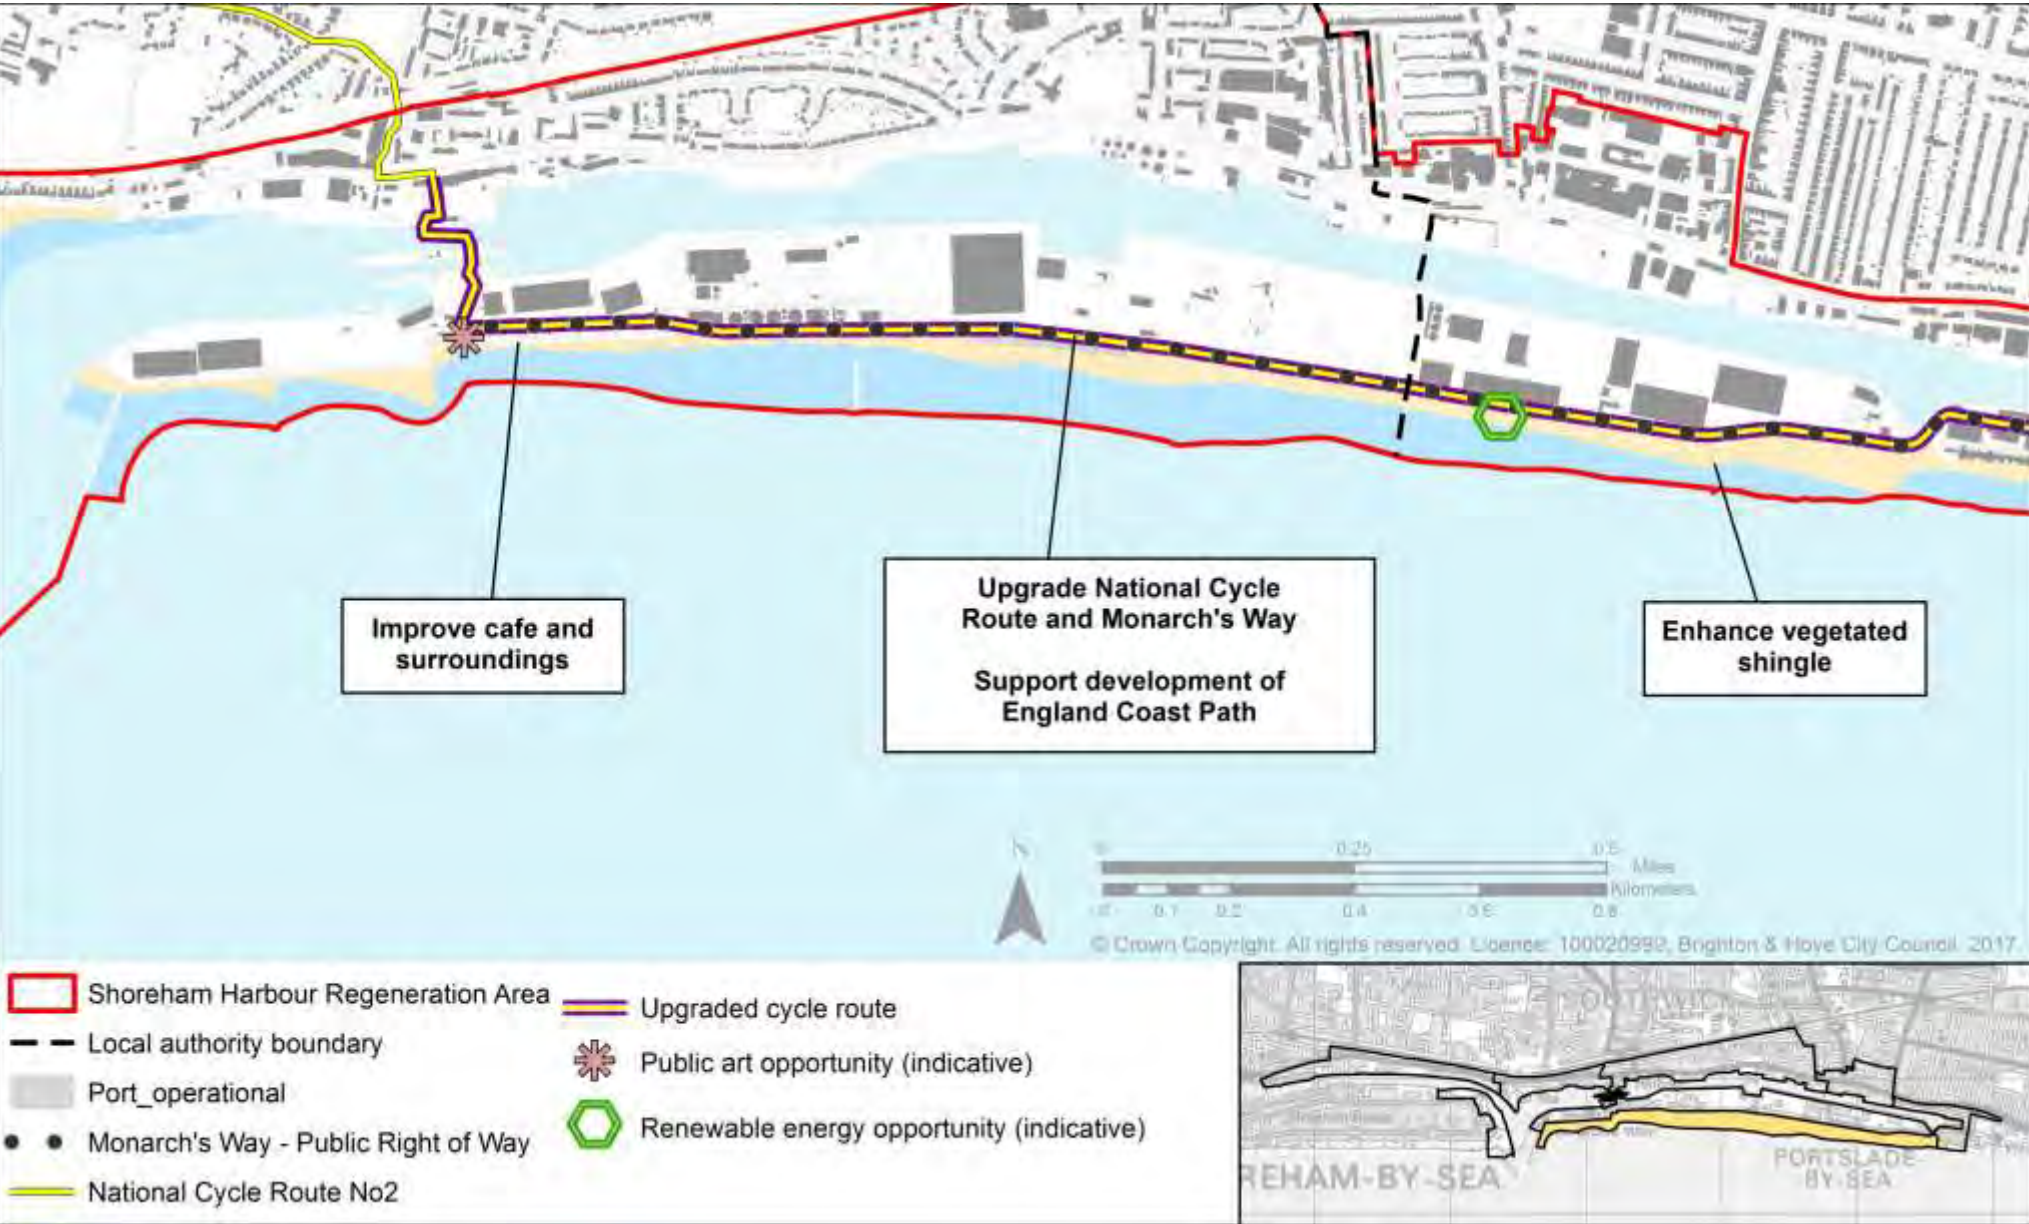 Improve cafe and
surroundings
Upgrade National Cycle
Route and Monarch's Way
Support development of
England Coast Path
Enhance vegetated
shingle
N
0 0.25 0.5
Miles
Kilometers
0 0.1 0.2 0.4 0.6 0.8
© Crown Copyright. All rights reserved. Licence: 100020992, Brighton & Hove City Council. 2017.
Shoreham Harbour Regeneration Area
Local authority boundary
Port_operational
Monarch's Way - Public Right of Way
National Cycle Route No2
Upgraded cycle route
Public art opportunity (indicative)
Renewable energy opportunity (indicative)
SOUTHWICK
REHAM-BY-SEA
PORTSLADE-
BY-SEA